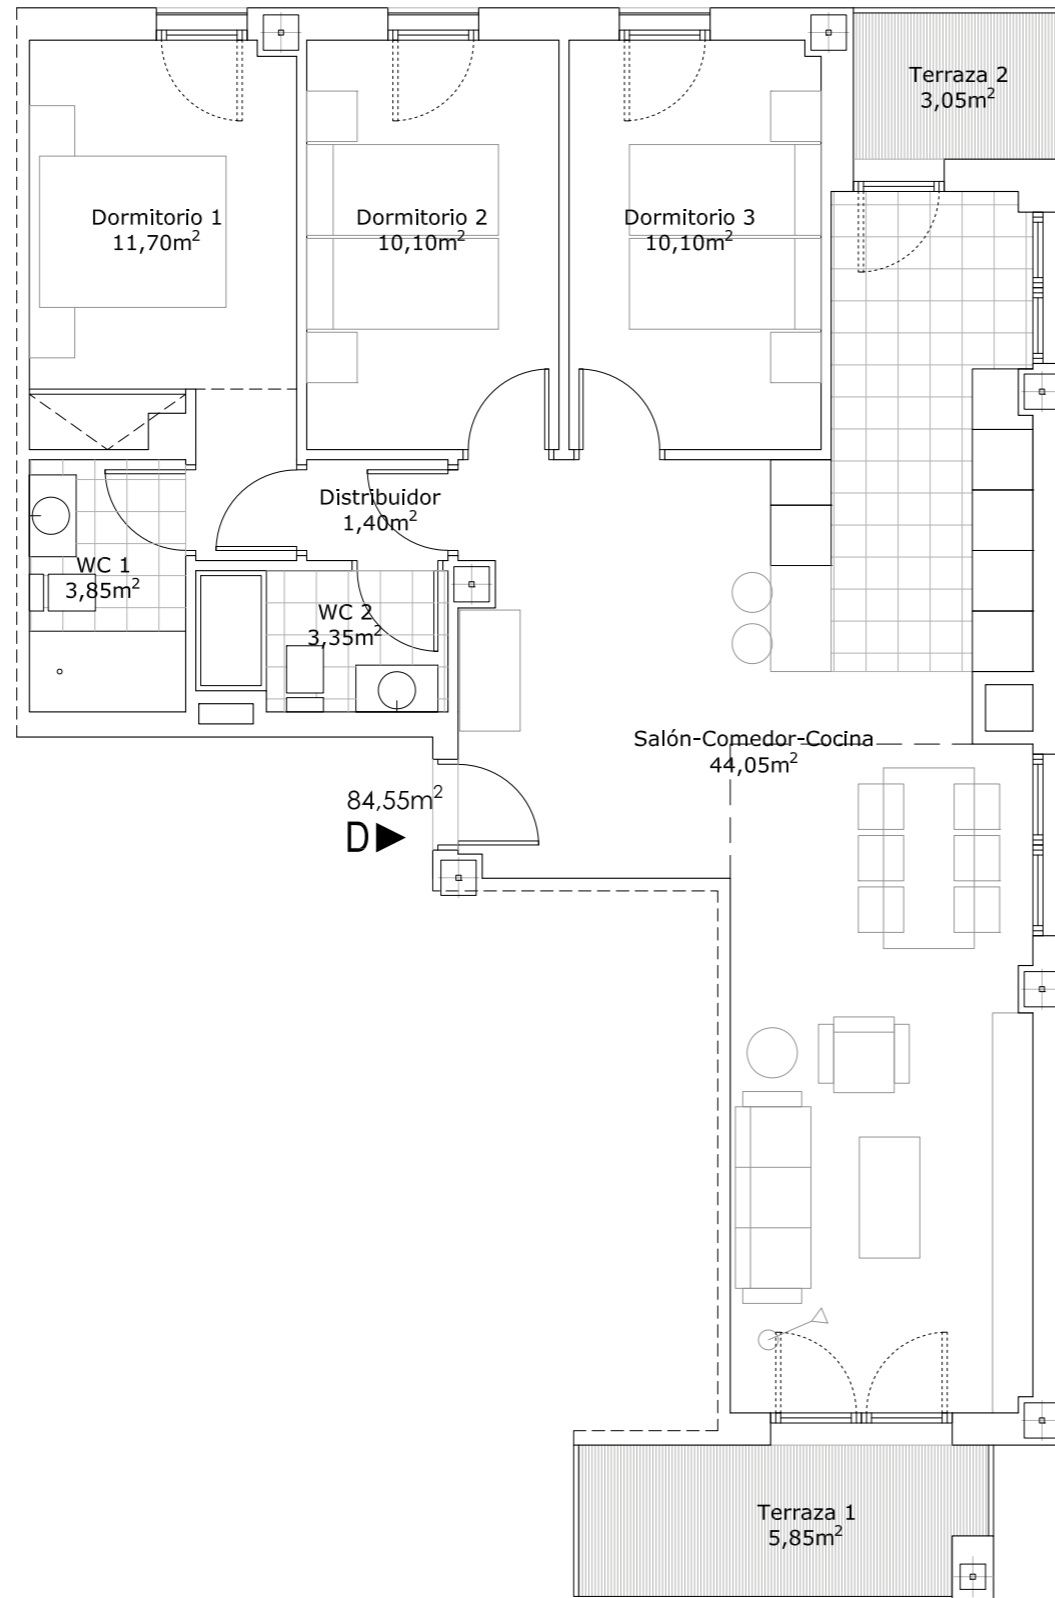 Terraza 2
3,05m²
Dormitorio 1
11,70m²
Dormitorio 2
10,10m²
Dormitorio 3
10,10m²
Distribuidor
1,40m²
WC 1
3,85m²
WC 2
3,35m²
Salón-Comedor-Cocina
44,05m²
84,55m²
D
Terraza 1
5,85m²